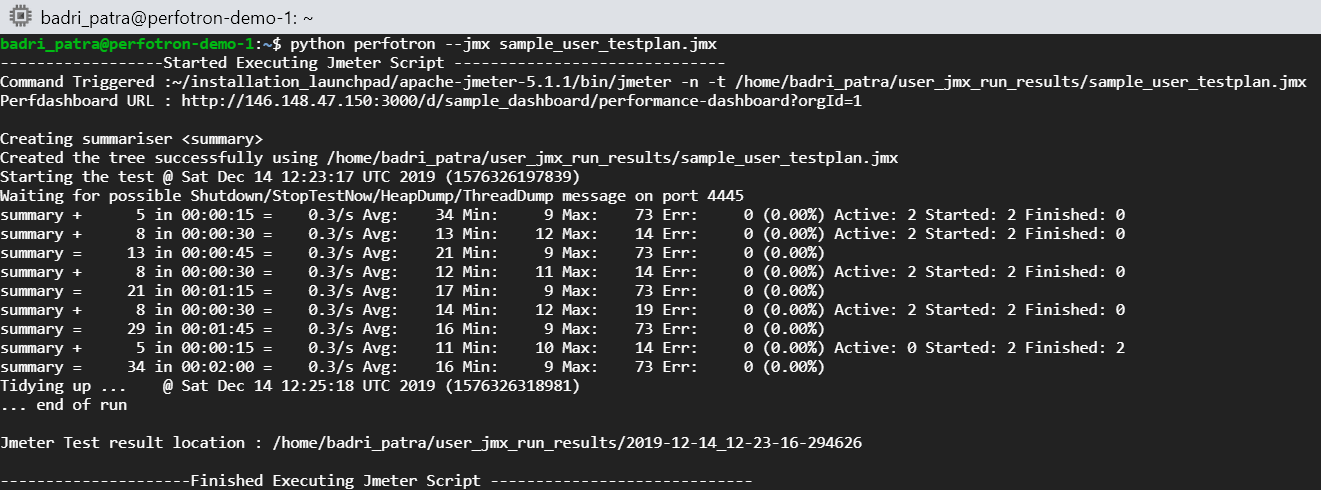 badri_patra@perfotron-demo-1: ~
badri_patra@perfotron-demo-1:~$ python perfotron --jmx sample_user_testplan.jmx
------------------Started Executing Jmeter Script ------------------------------
Command Triggered :~/installation_launchpad/apache-jmeter-5.1.1/bin/jmeter -n -t /home/badri_patra/user_jmx_run_results/sample_user_testplan.jmx
Perfdashboard URL : http://146.148.47.150:3000/d/sample_dashboard/performance-dashboard?orgId=1
Creating summariser <summary>
Created the tree successfully using /home/badri_patra/user_jmx_run_results/sample_user_testplan.jmx
Starting the test @ Sat Dec 14 12:23:17 UTC 2019 (1576326197839)
Waiting for possible Shutdown/StopTestNow/HeapDump/ThreadDump message on port 4445
summary +      5 in 00:00:15 =    0.3/s Avg:    34 Min:     9 Max:    73 Err:     0 (0.00%) Active: 2 Started: 2 Finished: 0
summary +      8 in 00:00:30 =    0.3/s Avg:    13 Min:    12 Max:    14 Err:     0 (0.00%) Active: 2 Started: 2 Finished: 0
summary =     13 in 00:00:45 =    0.3/s Avg:    21 Min:     9 Max:    73 Err:     0 (0.00%)
summary +      8 in 00:00:30 =    0.3/s Avg:    12 Min:    11 Max:    14 Err:     0 (0.00%) Active: 2 Started: 2 Finished: 0
summary =     21 in 00:01:15 =    0.3/s Avg:    17 Min:     9 Max:    73 Err:     0 (0.00%)
summary +      8 in 00:00:30 =    0.3/s Avg:    14 Min:    12 Max:    19 Err:     0 (0.00%) Active: 2 Started: 2 Finished: 0
summary =     29 in 00:01:45 =    0.3/s Avg:    16 Min:     9 Max:    73 Err:     0 (0.00%)
summary +      5 in 00:00:15 =    0.3/s Avg:    11 Min:    10 Max:    14 Err:     0 (0.00%) Active: 0 Started: 2 Finished: 2
summary =     34 in 00:02:00 =    0.3/s Avg:    16 Min:     9 Max:    73 Err:     0 (0.00%)
Tidying up ...    @ Sat Dec 14 12:25:18 UTC 2019 (1576326318981)
... end of run
Jmeter Test result location : /home/badri_patra/user_jmx_run_results/2019-12-14_12-23-16-294626
---------------------Finished Executing Jmeter Script -----------------------------